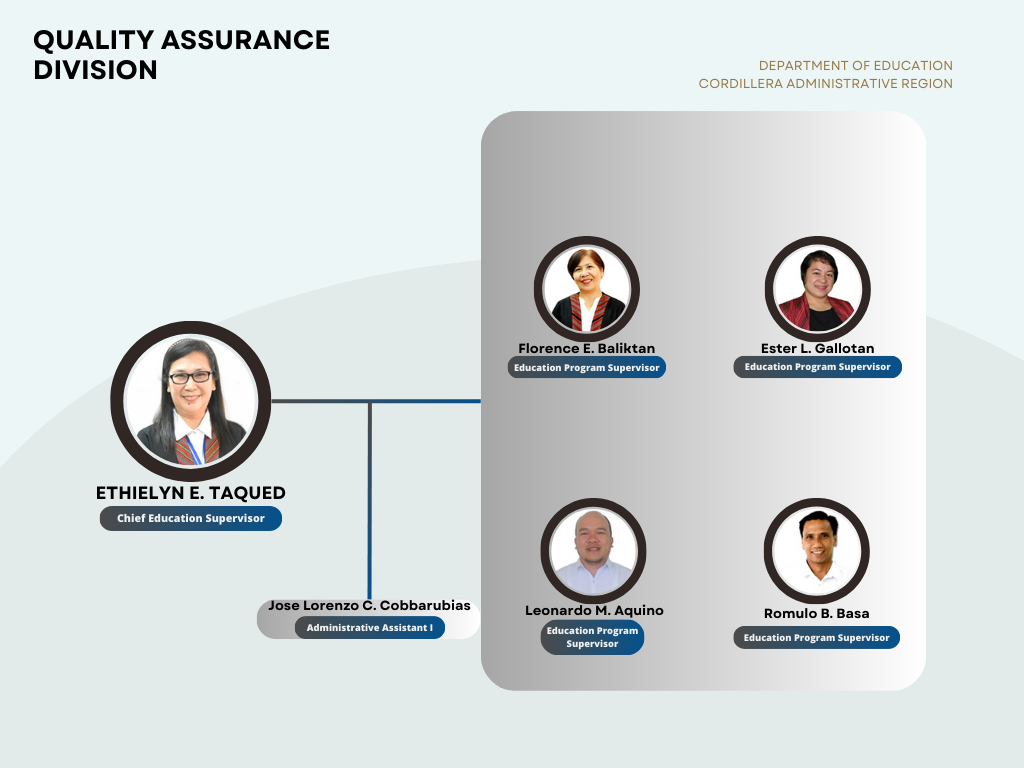 QUALITY ASSURANCE
DIVISION
DEPARTMENT OF EDUCATION
CORDILLERA ADMINISTRATIVE REGION
Florence E. Baliktan
Education Program Supervisor
Ester L. Gallotan
Education Program Supervisor
ETHIELYN E. TAQUED
Chief Education Supervisor
Jose Lorenzo C. Cobbarubias
Administrative Assistant I
Leonardo M. Aquino
Education Program
Supervisor
Romulo B. Basa
Education Program Supervisor